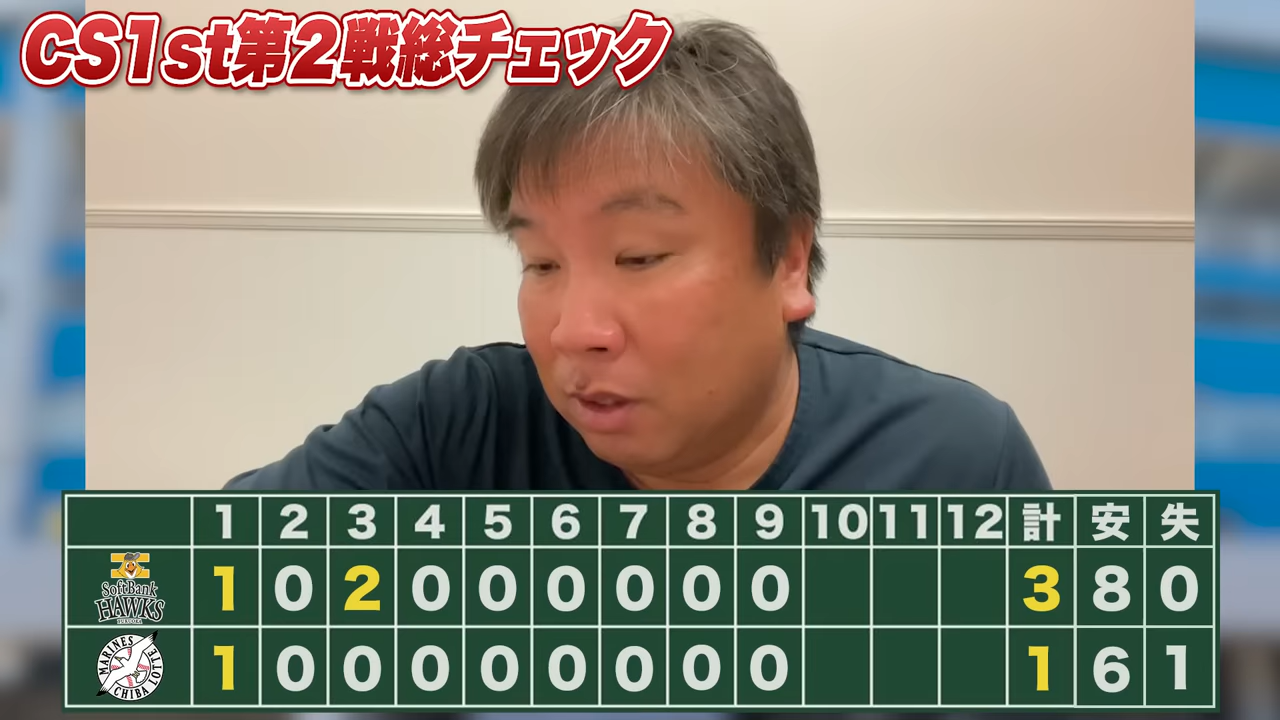 CS1st第2戦総チェック
1 2 3 4 5 6 7 8 9 10 11 12 計 安 失
SoftBank HAWKS FUKUOKA 1 0 2 0 0 0 0 0 0 3 8 0
MARINES CHIBA LOTTE 1 0 0 0 0 0 0 0 0 1 6 1